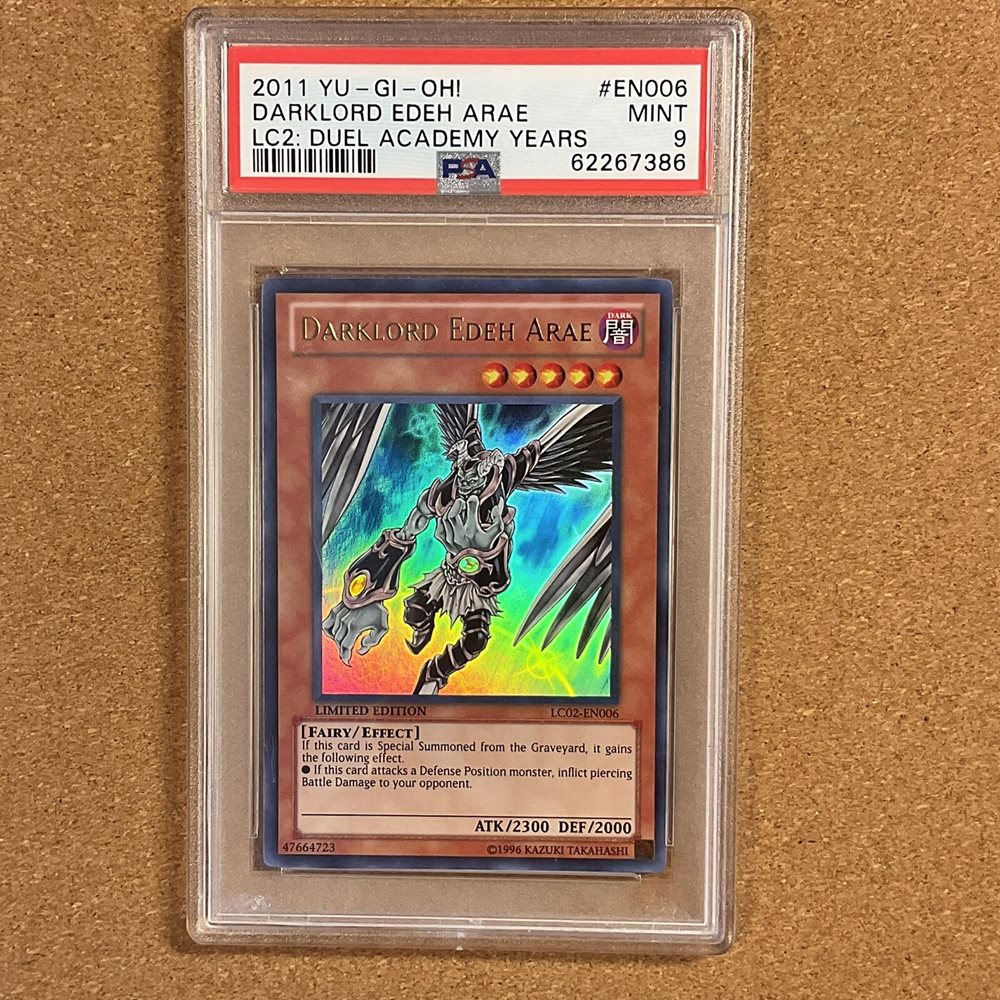 2011 YU-GI-OH! #EN006
DARKLORD EDEH ARAE MINT
LC2: DUEL ACADEMY YEARS 9
PSA 62267386
DARKLORD EDEH ARAE
DARK
闇
LIMITED EDITION LC02-EN006
[FAIRY/EFFECT]
If this card is Special Summoned from the Graveyard, it gains
the following effect.
● If this card attacks a Defense Position monster, inflict piercing
Battle Damage to your opponent.
ATK/2300 DEF/2000
47664723 ©1996 KAZUKI TAKAHASHI